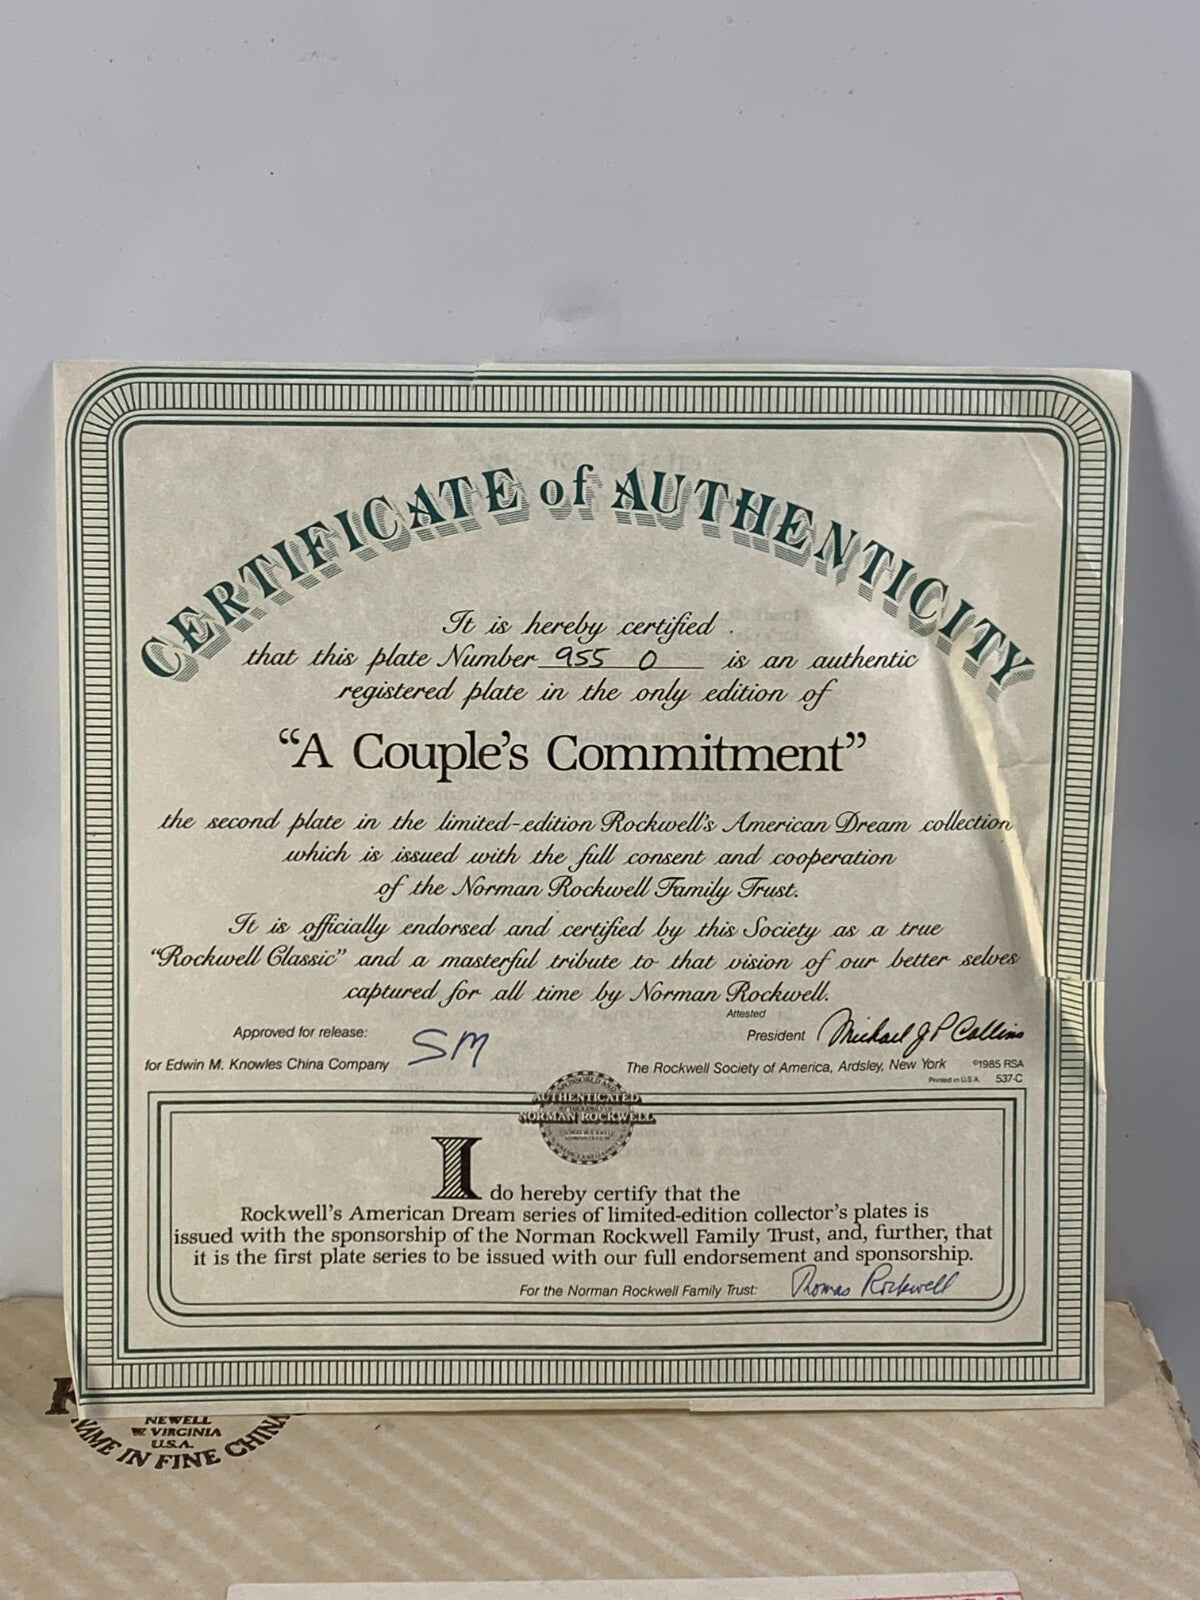 CERTIFICATE of AUTHENTICITY
It is hereby certified
that this plate Number 955 0 is an authentic
registered plate in the only edition of
“A Couple’s Commitment”
the second plate in the limited-edition Rockwell’s American Dream collection
which is issued with the full consent and cooperation
of the Norman Rockwell Family Trust.
It is officially endorsed and certified by this Society as a true
“Rockwell Classic” and a masterful tribute to that vision of our better selves
captured for all time by Norman Rockwell.
Attested
Approved for release: SM
President Michael J P Collins
for Edwin M. Knowles China Company
The Rockwell Society of America, Ardsley, New York ©1985 RSA
Printed in U.S.A. 537-C
SPONSORED AND
AUTHENTICATED
NORMAN ROCKWELL
I do hereby certify that the
Rockwell’s American Dream series of limited-edition collector’s plates is
issued with the sponsorship of the Norman Rockwell Family Trust, and, further, that
it is the first plate series to be issued with our full endorsement and sponsorship.
For the Norman Rockwell Family Trust: Thomas Rockwell
NEWELL
W. VIRGINIA
U.S.A.
NAME IN FINE CHINA